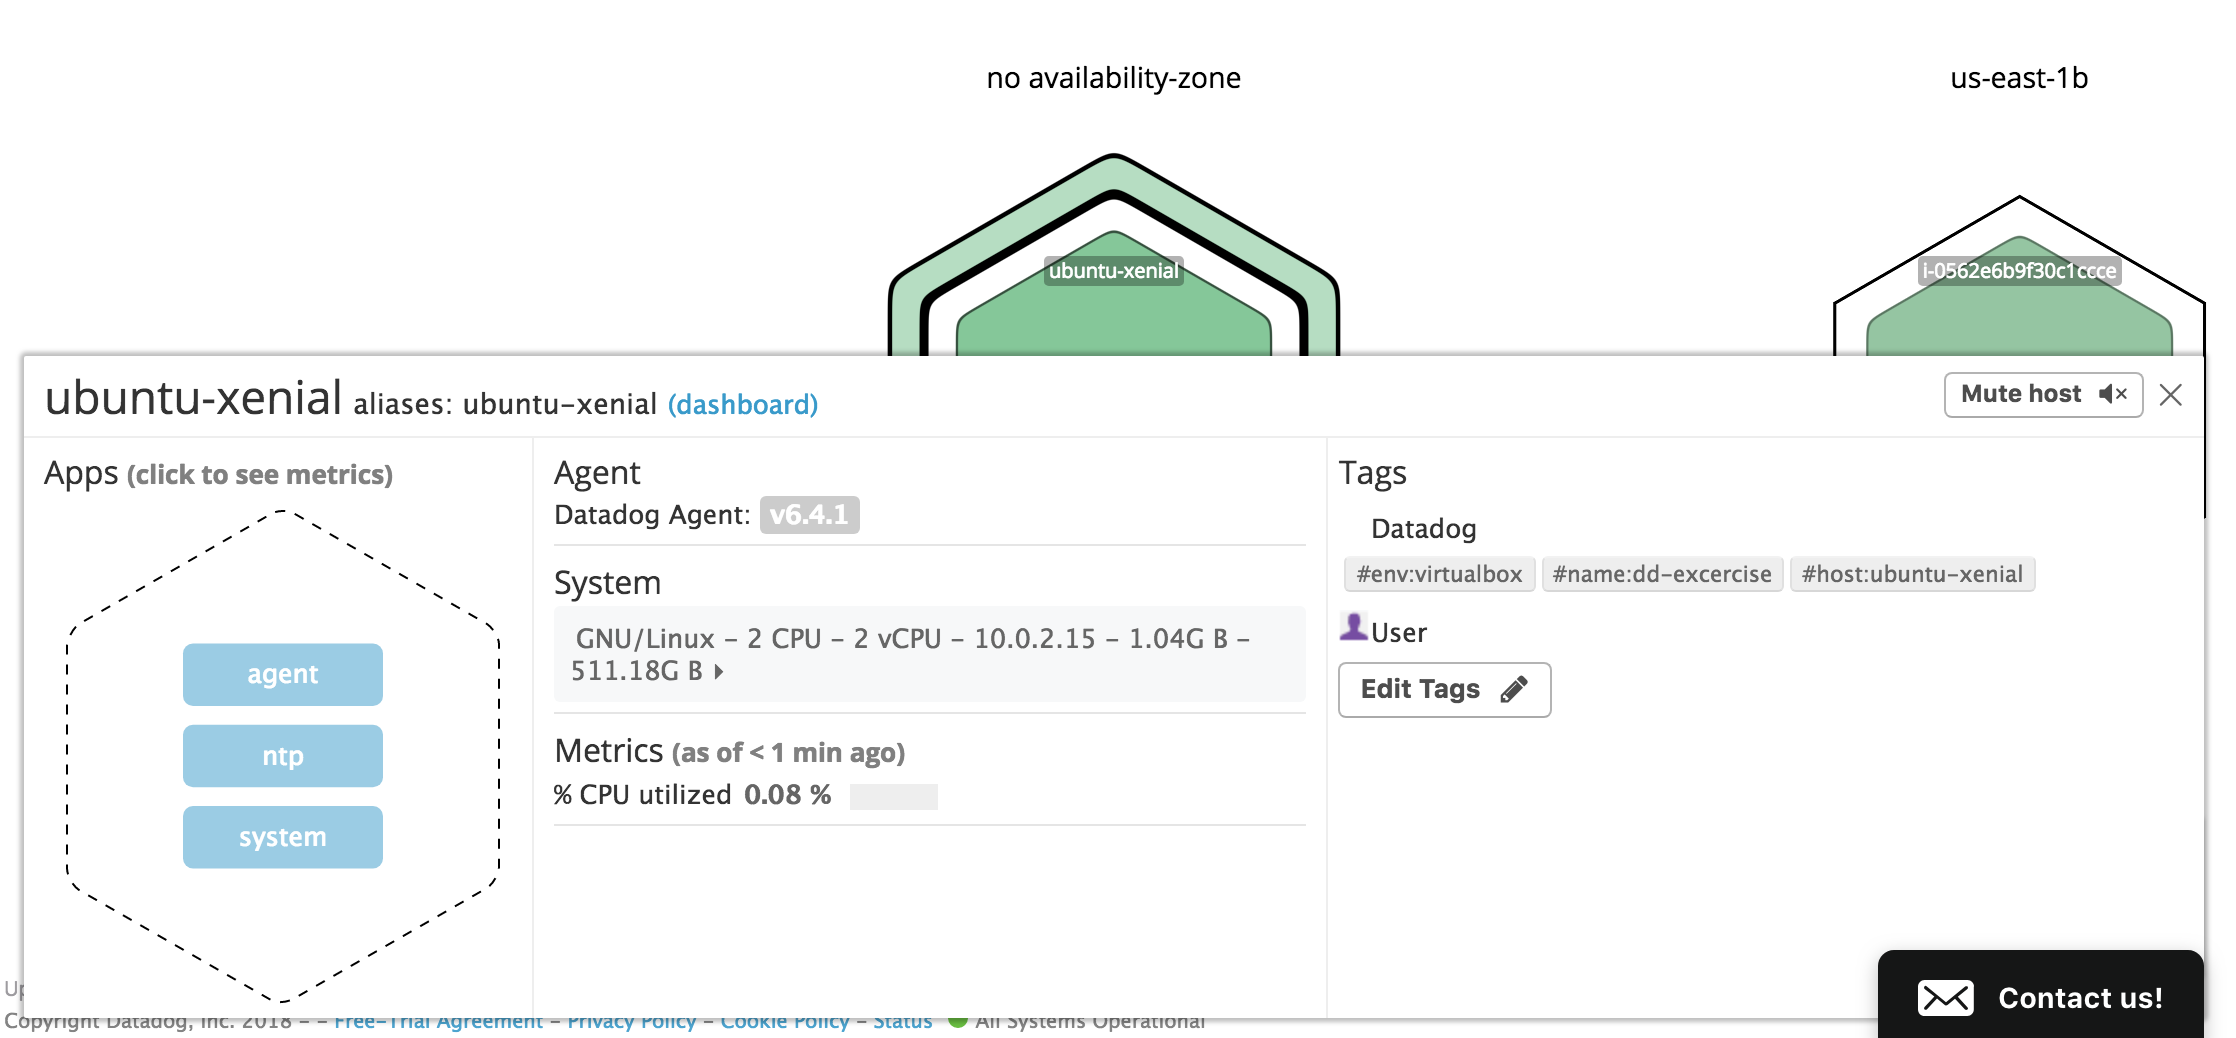 no availability-zone
us-east-1b
ubuntu-xenial
i-0562e6b9f30c1ccce
ubuntu-xenial aliases: ubuntu-xenial (dashboard)
Mute host
Apps (click to see metrics)
agent
ntp
system
Agent
Datadog Agent: v6.4.1
System
GNU/Linux - 2 CPU - 2 vCPU - 10.0.2.15 - 1.04G B -
511.18G B
Metrics (as of < 1 min ago)
% CPU utilized 0.08 %
Tags
Datadog
#env:virtualbox #name:dd-excercise #host:ubuntu-xenial
User
Edit Tags
Copyright Datadog, Inc. 2018 - - Free-Trial Agreement - Privacy Policy - Cookie Policy - Status All Systems Operational
Contact us!